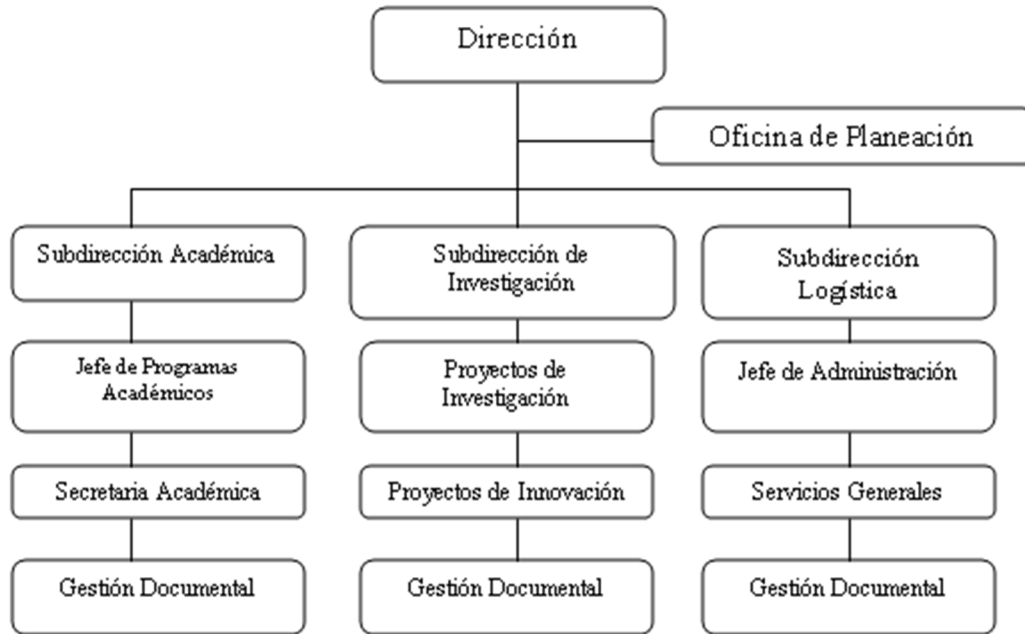 Dirección
Oficina de Planeación
Subdirección Académica
Subdirección de
Investigación
Subdirección
Logística
Jefe de Programas
Académicos
Proyectos de
Investigación
Jefe de Administración
Secretaria Académica
Proyectos de Innovación
Servicios Generales
Gestión Documental
Gestión Documental
Gestión Documental